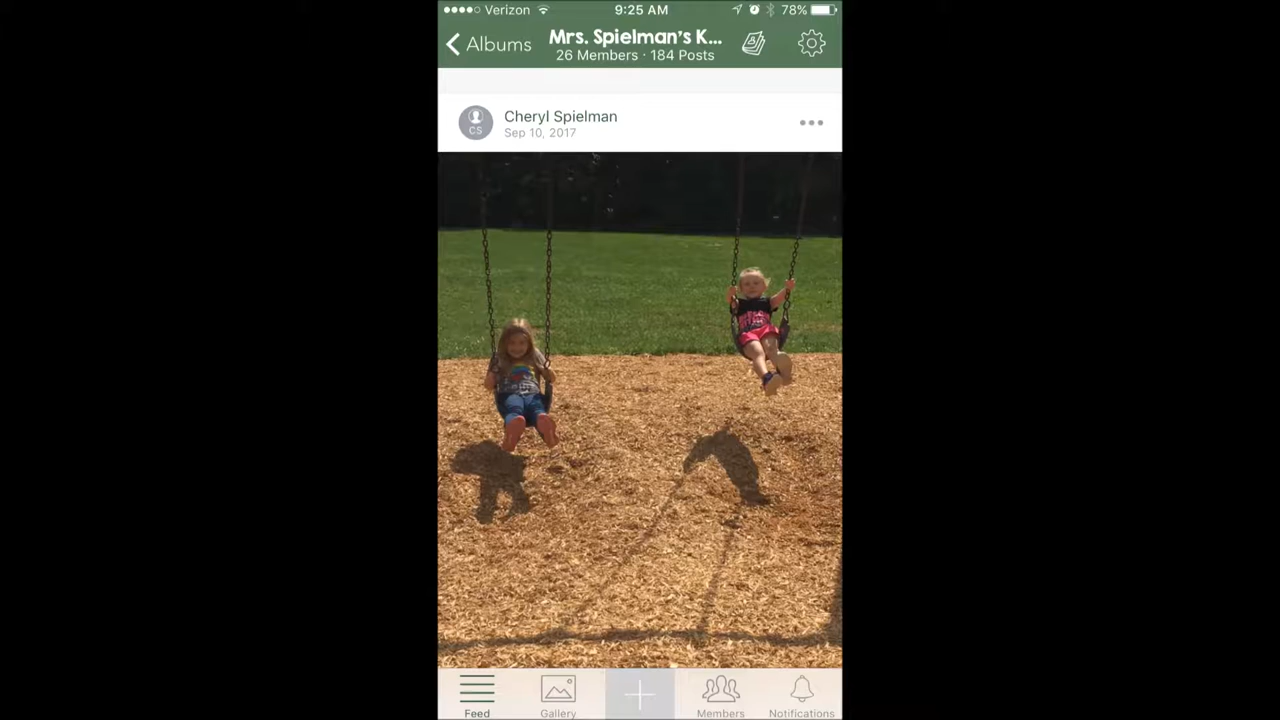 Verizon 9:25 AM 78%
Albums Mrs. Spielman's K...
26 Members · 184 Posts
CS
Cheryl Spielman
Sep 10, 2017
Feed Gallery Members Notifications